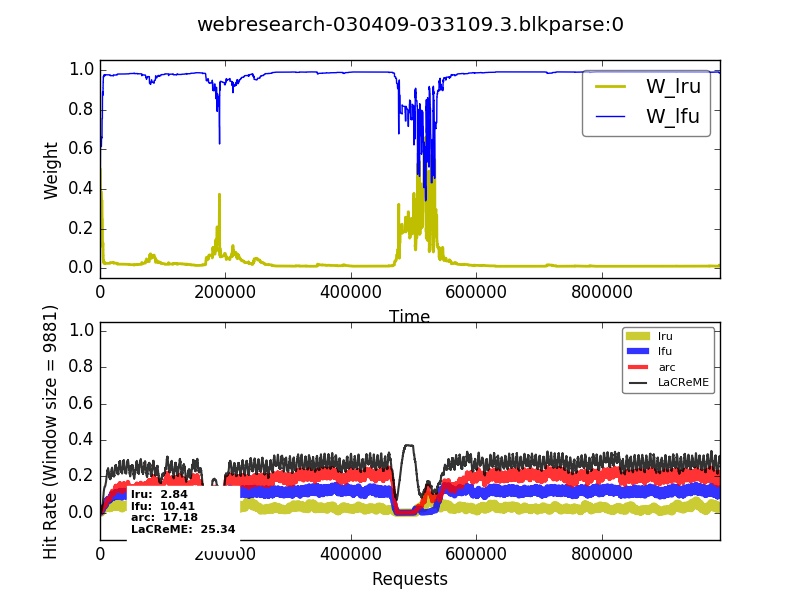 webresearch-030409-033109.3.blkparse:0
1.0
0.8
0.6
0.4
0.2
0.0
Weight
W_lru
W_lfu
0 200000 400000 600000 800000
Time
1.0
0.8
0.6
0.4
0.2
0.0
Hit Rate (Window size = 9881)
lru
lfu
arc
LaCReME
lru: 2.84
lfu: 10.41
arc: 17.18
LaCReME: 25.34
0 200000 400000 600000 800000
Requests